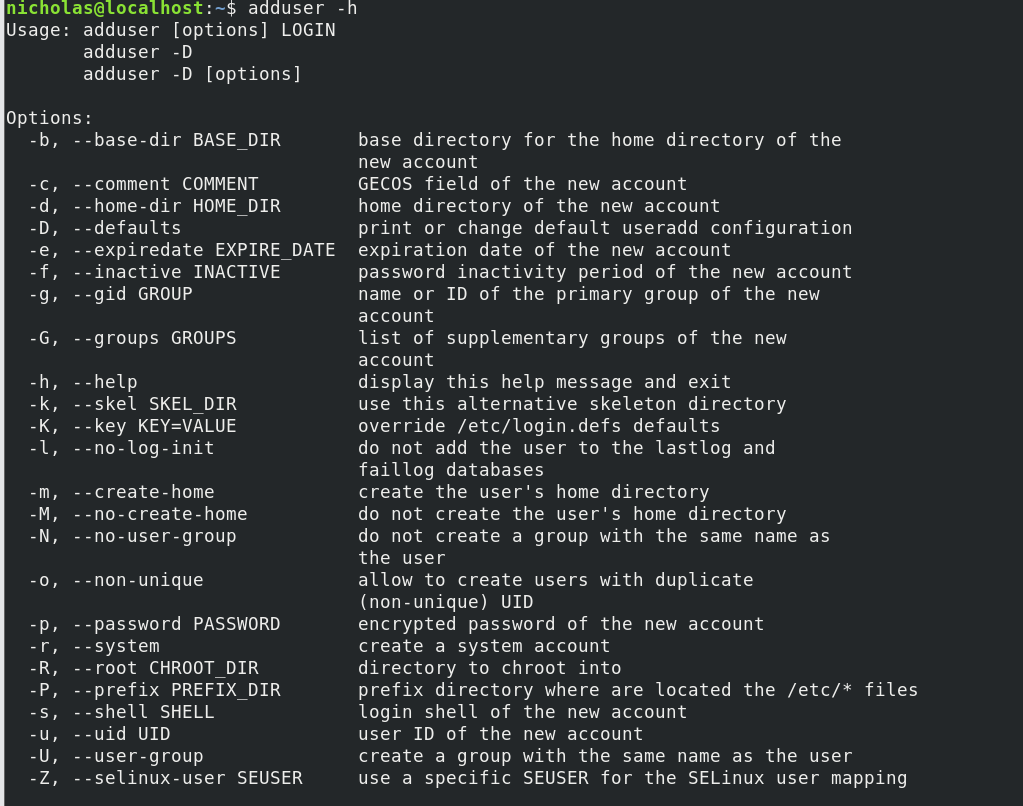 nicholas@localhost:~$ adduser -h
Usage: adduser [options] LOGIN
       adduser -D
       adduser -D [options]

Options:
  -b, --base-dir BASE_DIR       base directory for the home directory of the
                                new account
  -c, --comment COMMENT         GECOS field of the new account
  -d, --home-dir HOME_DIR       home directory of the new account
  -D, --defaults                print or change default useradd configuration
  -e, --expiredate EXPIRE_DATE  expiration date of the new account
  -f, --inactive INACTIVE       password inactivity period of the new account
  -g, --gid GROUP               name or ID of the primary group of the new
                                account
  -G, --groups GROUPS           list of supplementary groups of the new
                                account
  -h, --help                    display this help message and exit
  -k, --skel SKEL_DIR           use this alternative skeleton directory
  -K, --key KEY=VALUE           override /etc/login.defs defaults
  -l, --no-log-init             do not add the user to the lastlog and
                                faillog databases
  -m, --create-home             create the user's home directory
  -M, --no-create-home          do not create the user's home directory
  -N, --no-user-group           do not create a group with the same name as
                                the user
  -o, --non-unique              allow to create users with duplicate
                                (non-unique) UID
  -p, --password PASSWORD       encrypted password of the new account
  -r, --system                  create a system account
  -R, --root CHROOT_DIR         directory to chroot into
  -P, --prefix PREFIX_DIR       prefix directory where are located the /etc/* files
  -s, --shell SHELL             login shell of the new account
  -u, --uid UID                 user ID of the new account
  -U, --user-group              create a group with the same name as the user
  -Z, --selinux-user SEUSER     use a specific SEUSER for the SELinux user mapping